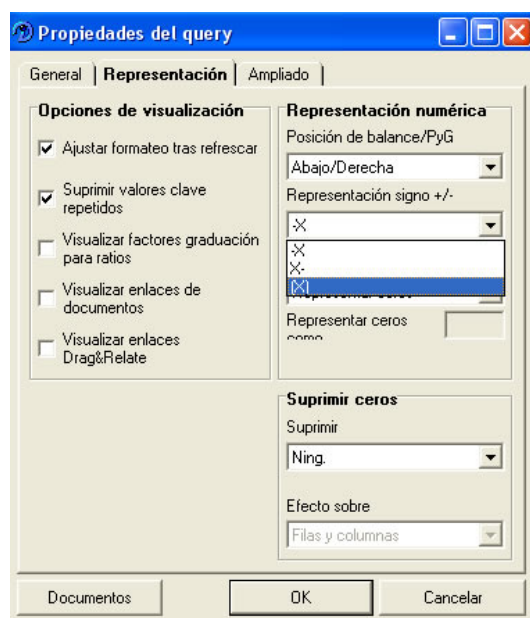 Propiedades del query
General
Representación
Ampliado
Opciones de visualización
Ajustar formateo tras refrescar
Suprimir valores clave
repetidos
Visualizar factores graduación
para ratios
Visualizar enlaces de
documentos
Visualizar enlaces
Drag&Relate
Representación numérica
Posición de balance/PyG
Abajo/Derecha
Representación signo +/-
-X
-X
X-
(X)
Representar ceros
como
Suprimir ceros
Suprimir
Ning.
Efecto sobre
Filas y columnas
Documentos
OK
Cancelar